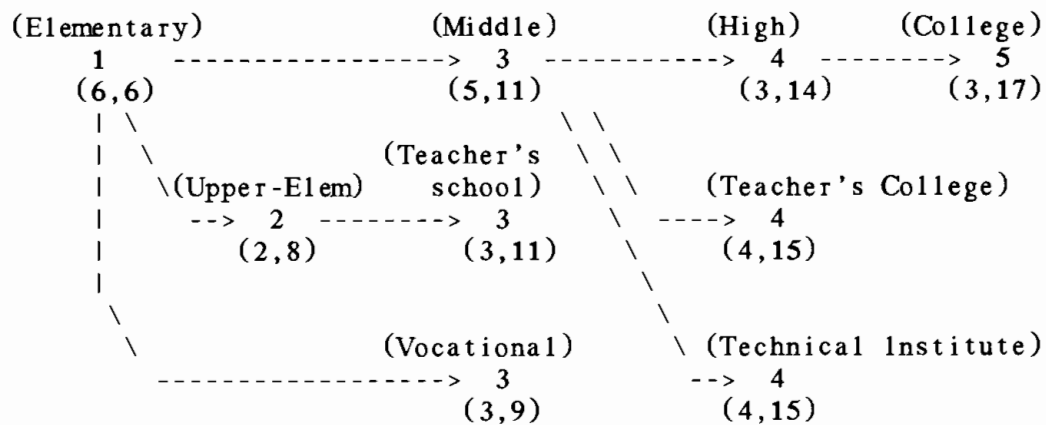 (Elementary) (Middle) (High) (College)
1 -----------------> 3 -----------> 4 --------> 5
(6,6) (5,11) (3,14) (3,17)
(Teacher's
(Upper-Elem) school) (Teacher's College)
--> 2 --------> 3 ----> 4
(2,8) (3,11) (4,15)
(Vocational) (Technical Institute)
------------------> 3 --> 4
(3,9) (4,15)